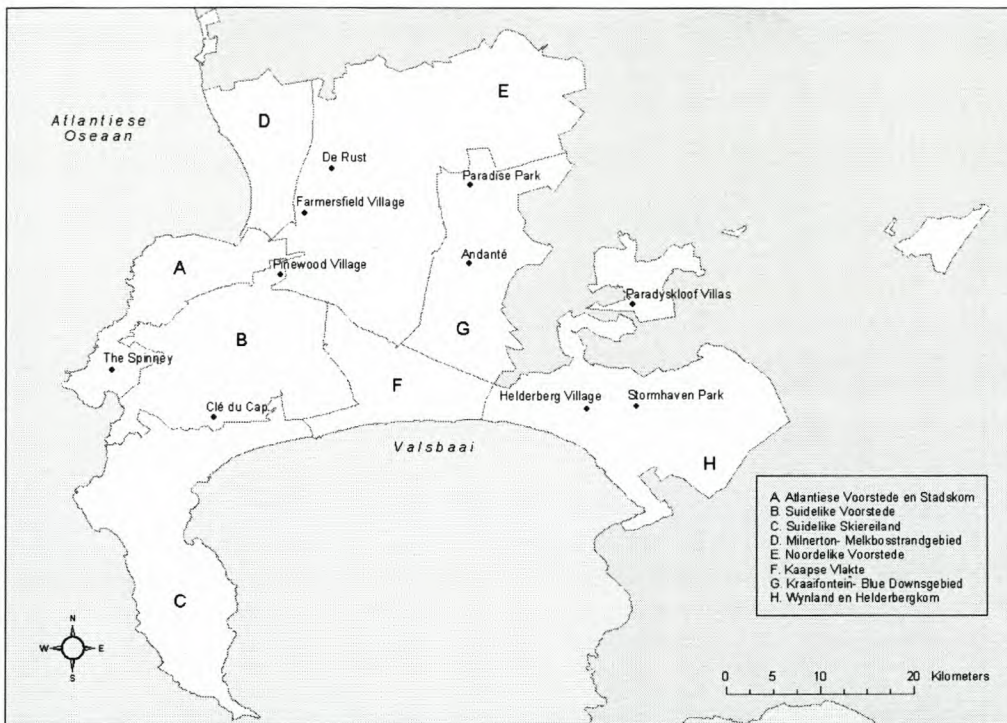 E
D
Atlantiese
Oseaan
De Rust
Paradise Park
Farmersfield Village
Andanté
A
Pinewood Village
Paradyskloof Villas
G
B
The Spinney
F
Helderberg Village
Stormhaven Park
Clé du Cap
Valsbaai
H
A. Atlantiese Voorstede en Stadskom
B. Suidelike Voorstede
C. Suidelike Skiereiland
D. Milnerton- Melkbosstrandgebied
E. Noordelike Voorstede
F. Kaapse Vlakte
G. Kraaifontein- Blue Downsgebied
H. Wynland en Helderbergkom
C
N
W E
S
0 5 10 20 Kilometers